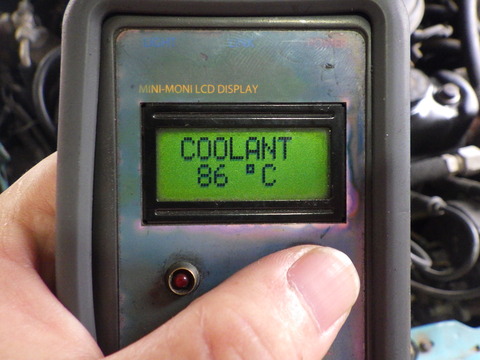 MINI-MONI LCD DISPLAY
COOLANT
86 °C